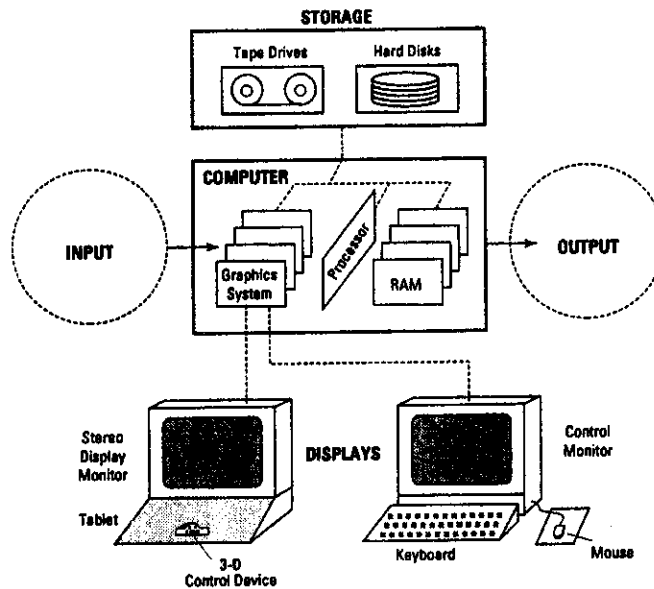 STORAGE
Tape Drives
Hard Disks
COMPUTER
INPUT
Graphics
System
Processor
RAM
OUTPUT
Stereo
Display
Monitor
DISPLAYS
Control
Monitor
Tablet
3-D
Control Device
Keyboard
Mouse